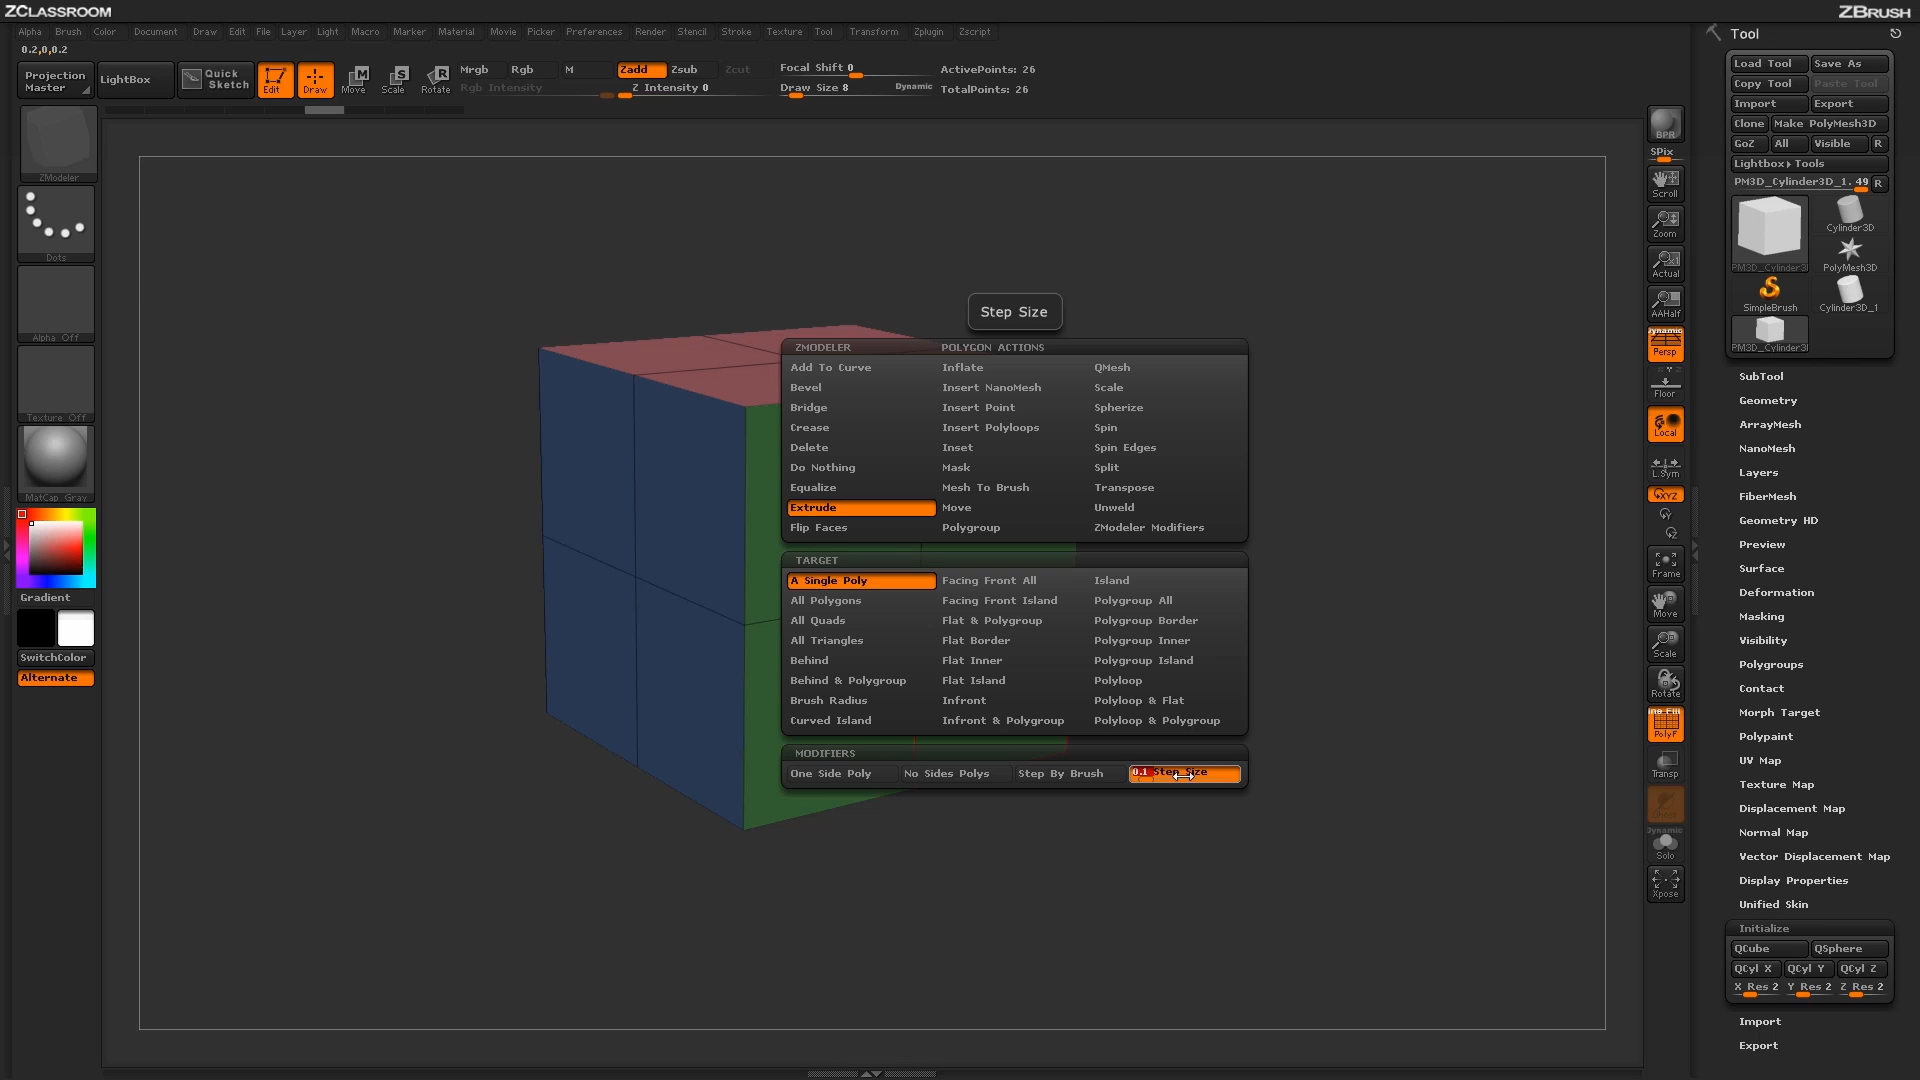 ZCLASSROOM
ZBRUSH
Alpha Brush Color Document Draw Edit File Layer Light Macro Marker Material Movie Picker Preferences Render Stencil Stroke Texture Tool Transform Zplugin Zscript
0.2,0,0.2
Projection Master
LightBox
Quick Sketch
Edit
Draw
Move
Scale
Rotate
Mrgb Rgb M
Rgb Intensity
Zadd Zsub Zcut
Z Intensity 0
Focal Shift 0
Draw Size 8
Dynamic
ActivePoints: 26
TotalPoints: 26
ZModeler
Dots
Alpha Off
Texture Off
MatCap Gray
Gradient
SwitchColor
Alternate
Step Size
ZMODELER POLYGON ACTIONS
Add To Curve Inflate QMesh
Bevel Insert NanoMesh Scale
Bridge Insert Point Spherize
Crease Insert Polyloops Spin
Delete Inset Spin Edges
Do Nothing Mask Split
Equalize Mesh To Brush Transpose
Extrude Move Unweld
Flip Faces Polygroup ZModeler Modifiers
TARGET
A Single Poly Facing Front All Island
All Polygons Facing Front Island Polygroup All
All Quads Flat & Polygroup Polygroup Border
All Triangles Flat Border Polygroup Inner
Behind Flat Inner Polygroup Island
Behind & Polygroup Flat Island Polyloop
Brush Radius Infront Polyloop & Flat
Curved Island Infront & Polygroup Polyloop & Polygroup
MODIFIERS
One Side Poly No Sides Polys Step By Brush 0.1 Step Size
BPR
SPix
Scroll
Zoom
Actual
AAHalf
Dynamic
Persp
Floor
Local
L.Sym
XYZ
Frame
Move
Scale
Rotate
Line Fill
PolyF
Transp
Dynamic
Solo
Xpose
Tool
Load Tool Save As
Copy Tool Paste Tool
Import Export
Clone Make PolyMesh3D
GoZ All Visible R
Lightbox▸Tools
PM3D_Cylinder3D_1. 49 R
PM3D_Cylinder3D
Cylinder3D
PolyMesh3D
SimpleBrush
Cylinder3D_1
PM3D_Cylinder3D
SubTool
Geometry
ArrayMesh
NanoMesh
Layers
FiberMesh
Geometry HD
Preview
Surface
Deformation
Masking
Visibility
Polygroups
Contact
Morph Target
Polypaint
UV Map
Texture Map
Displacement Map
Normal Map
Vector Displacement Map
Display Properties
Unified Skin
Initialize
QCube QSphere
QCyl X QCyl Y QCyl Z
X Res 2 Y Res 2 Z Res 2
Import
Export